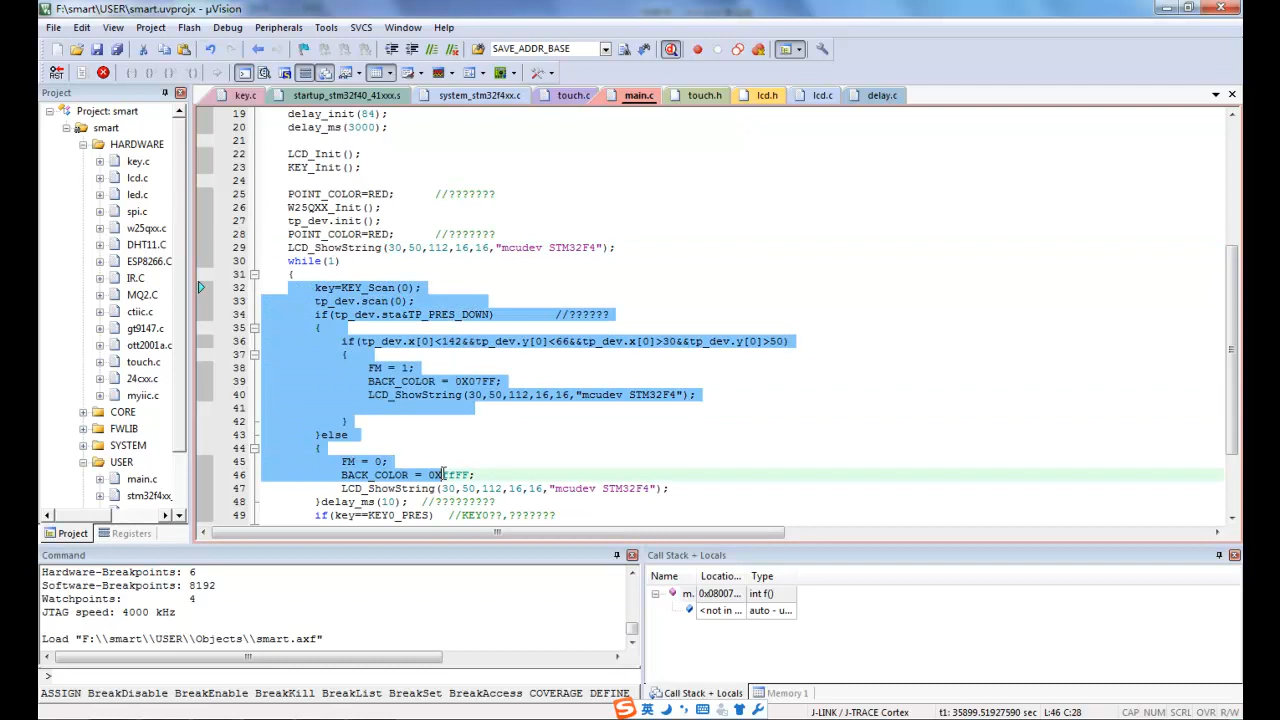 F:\smart\USER\smart.uvprojx - µVision
File Edit View Project Flash Debug Peripherals Tools SVCS Window Help
SAVE_ADDR_BASE
Project
key.c startup_stm32f40_41xxx.s system_stm32f4xx.c touch.c main.c touch.h lcd.h lcd.c delay.c
Project: smart
smart
HARDWARE
key.c
lcd.c
led.c
spi.c
w25qxx.c
DHT11.C
ESP8266.C
IR.C
MQ2.C
ctiic.c
gt9147.c
ott2001a.c
touch.c
24cxx.c
myiic.c
CORE
FWLIB
SYSTEM
USER
main.c
stm32f4xx_
Project Registers
19 delay_init(84);
20 delay_ms(3000);
21
22 LCD_Init();
23 KEY_Init();
24
25 POINT_COLOR=RED; //???????
26 W25QXX_Init();
27 tp_dev.init();
28 POINT_COLOR=RED; //???????
29 LCD_ShowString(30,50,112,16,16,"mcudev STM32F4");
30 while(1)
31 {
32 key=KEY_Scan(0);
33 tp_dev.scan(0);
34 if(tp_dev.sta&TP_PRES_DOWN) //??????
35 {
36 if(tp_dev.x[0]<142&&tp_dev.y[0]<66&&tp_dev.x[0]>30&&tp_dev.y[0]>50)
37 {
38 FM = 1;
39 BACK_COLOR = 0X07FF;
40 LCD_ShowString(30,50,112,16,16,"mcudev STM32F4");
41
42 }
43 }else
44 {
45 FM = 0;
46 BACK_COLOR = 0XffFF;
47 LCD_ShowString(30,50,112,16,16,"mcudev STM32F4");
48 }delay_ms(10); //?????????
49 if(key==KEY0_PRES) //KEY0??,???????
Command
Hardware-Breakpoints: 6
Software-Breakpoints: 8192
Watchpoints: 4
JTAG speed: 4000 kHz
Load "F:\\smart\\USER\\Objects\\smart.axf"
>
ASSIGN BreakDisable BreakEnable BreakKill BreakList BreakSet BreakAccess COVERAGE DEFINE
Call Stack + Locals
Name Locatio... Type
m. 0x08007... int f()
<not in ... auto - u...
Call Stack + Locals Memory 1
英
J-LINK / J-TRACE Cortex t1: 35899.51927590 sec L:46 C:28 CAP NUM SCRL OVR R/W